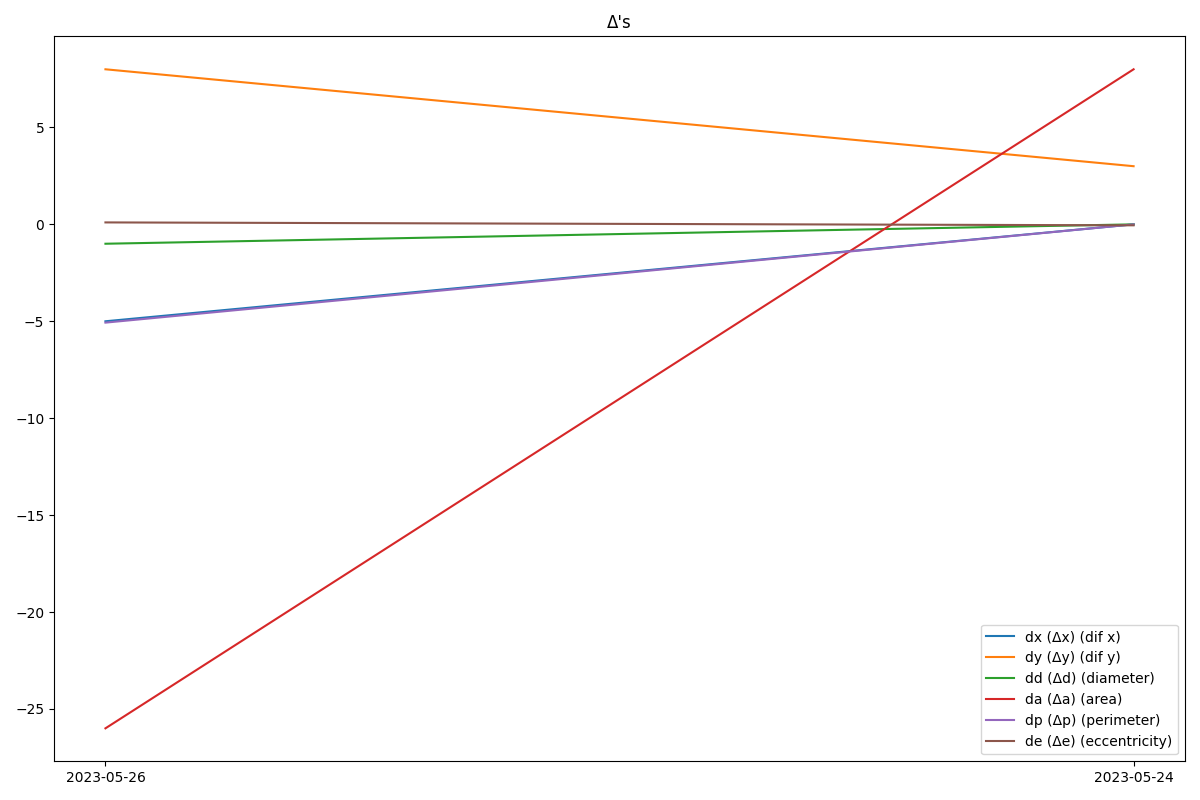 Δ's
5
0
−5
−10
−15
−20
−25
2023-05-26
2023-05-24
dx (Δx) (dif x)
dy (Δy) (dif y)
dd (Δd) (diameter)
da (Δa) (area)
dp (Δp) (perimeter)
de (Δe) (eccentricity)